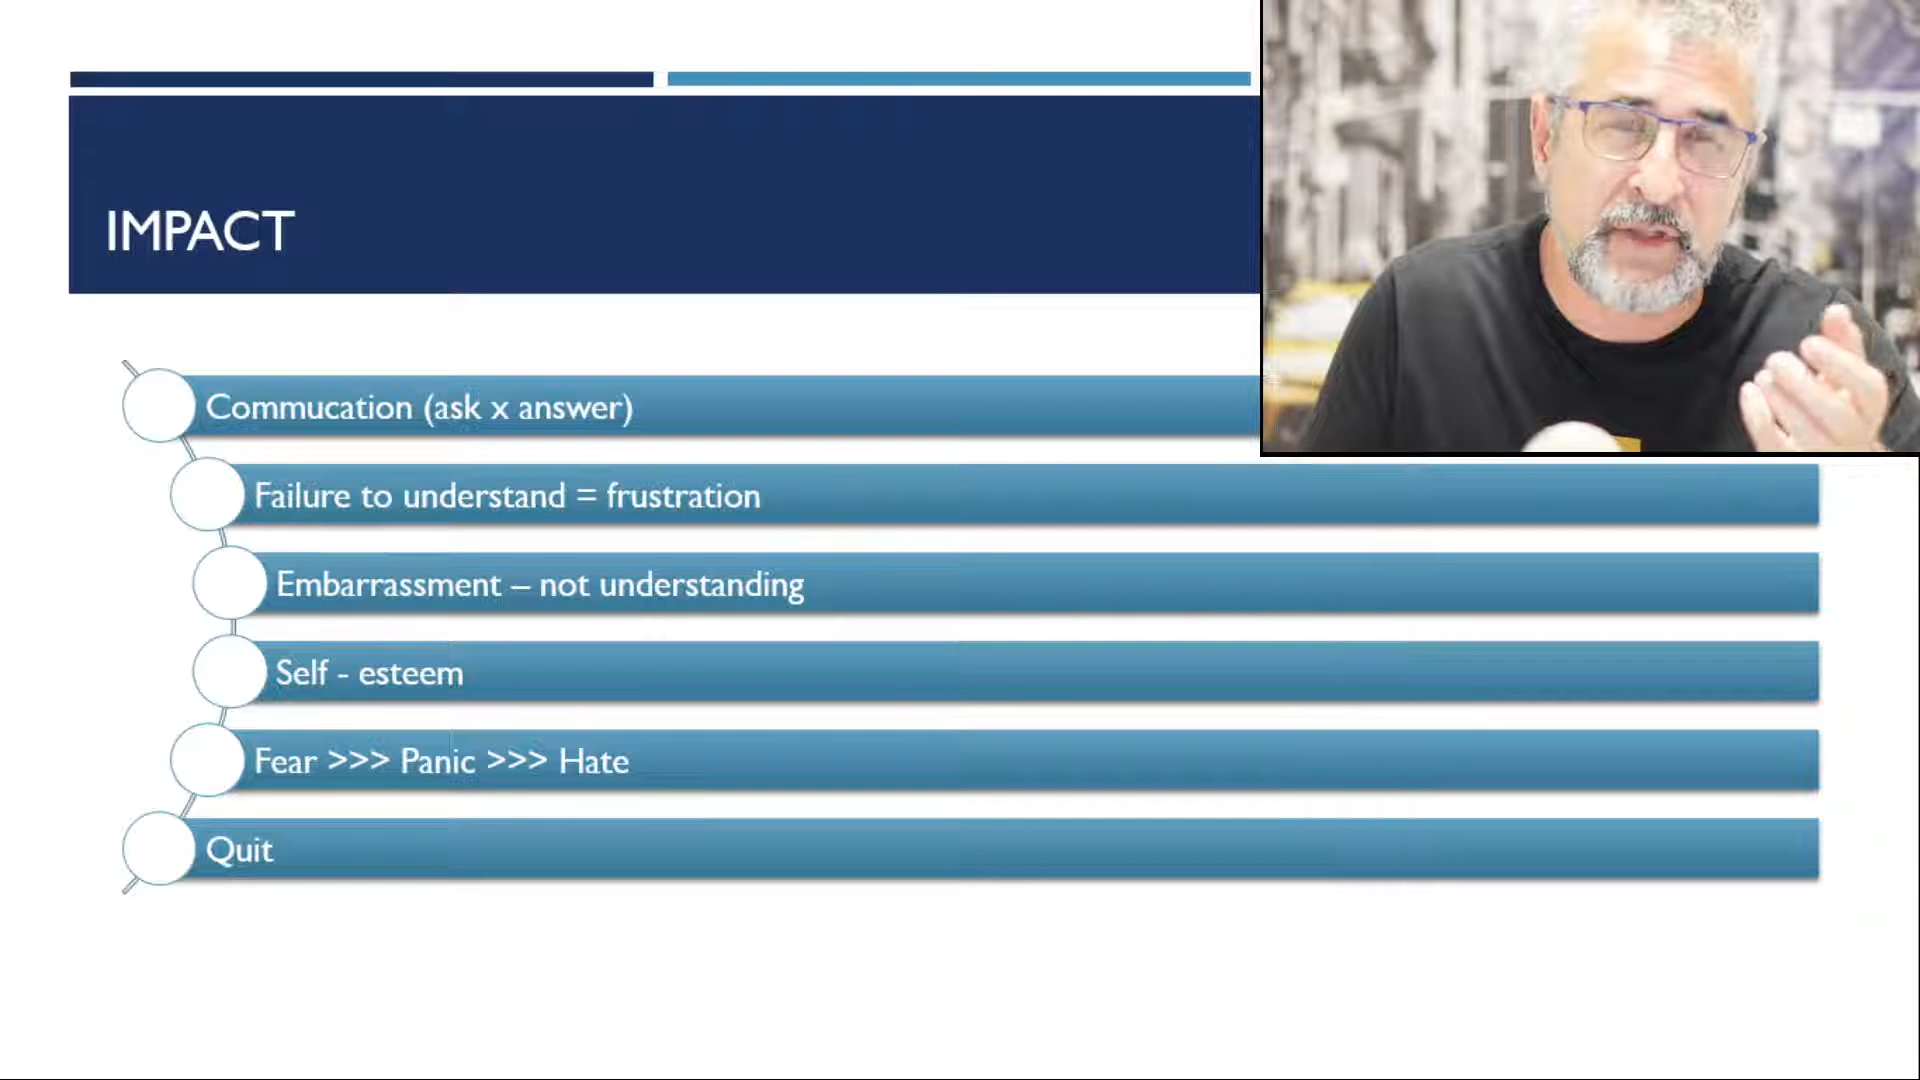 IMPACT
Commucation (ask x answer)
Failure to understand = frustration
Embarrassment – not understanding
Self - esteem
Fear >>> Panic >>> Hate
Quit